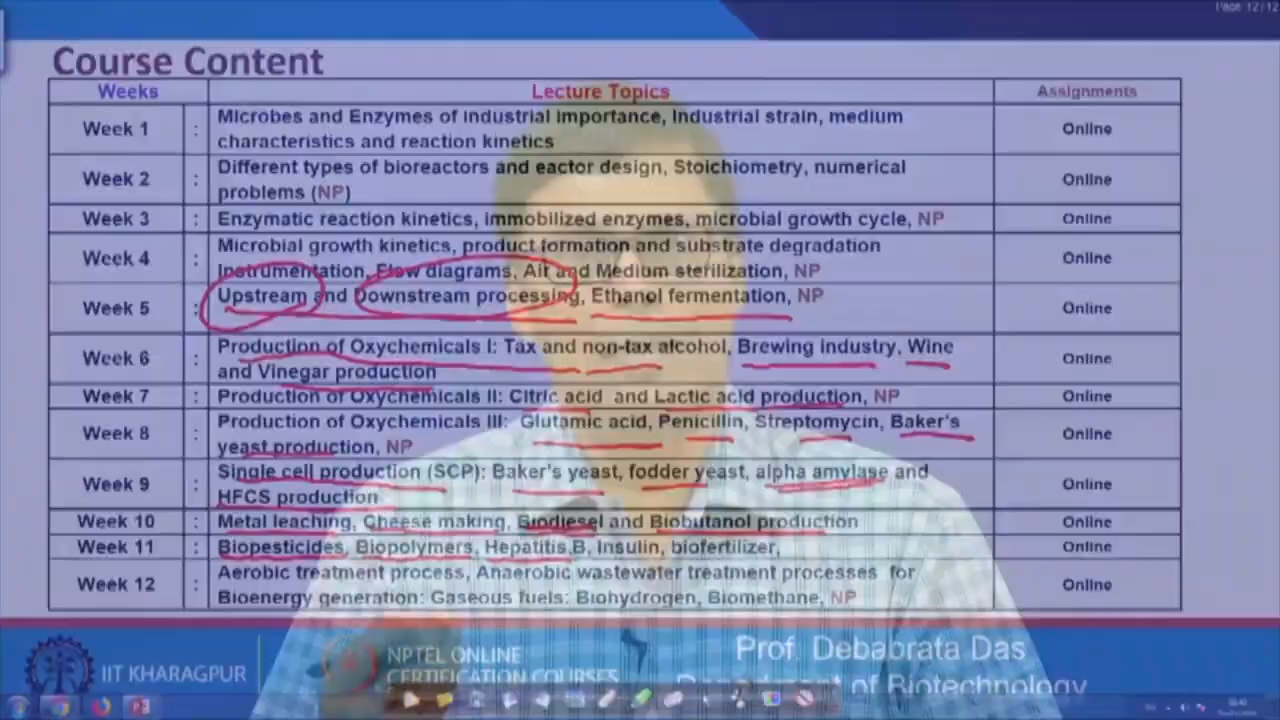 Page 12/12
Course Content
Weeks Lecture Topics Assignments
Week 1 : Microbes and Enzymes of industrial importance, Industrial strain, medium
characteristics and reaction kinetics Online
Week 2 : Different types of bioreactors and eactor design, Stoichiometry, numerical
problems (NP) Online
Week 3 : Enzymatic reaction kinetics, immobilized enzymes, microbial growth cycle, NP Online
Week 4 : Microbial growth kinetics, product formation and substrate degradation
Instrumentation, Flow diagrams, Air and Medium sterilization, NP Online
Week 5 : Upstream and Downstream processing, Ethanol fermentation, NP Online
Week 6 : Production of Oxychemicals I: Tax and non-tax alcohol, Brewing industry, Wine
and Vinegar production Online
Week 7 : Production of Oxychemicals II: Citric acid and Lactic acid production, NP Online
Week 8 : Production of Oxychemicals III: Glutamic acid, Penicillin, Streptomycin, Baker's
yeast production, NP Online
Week 9 : Single cell production (SCP): Baker's yeast, fodder yeast, alpha amylase and
HFCS production Online
Week 10 : Metal leaching, Cheese making, Biodiesel and Biobutanol production Online
Week 11 : Biopesticides, Biopolymers, Hepatitis B, Insulin, biofertilizer, Online
Week 12 : Aerobic treatment process, Anaerobic wastewater treatment processes for
Bioenergy generation: Gaseous fuels: Biohydrogen, Biomethane, NP Online
IIT KHARAGPUR
NPTEL ONLINE
CERTIFICATION COURSES
Prof. Debabrata Das
Department of Biotechnology